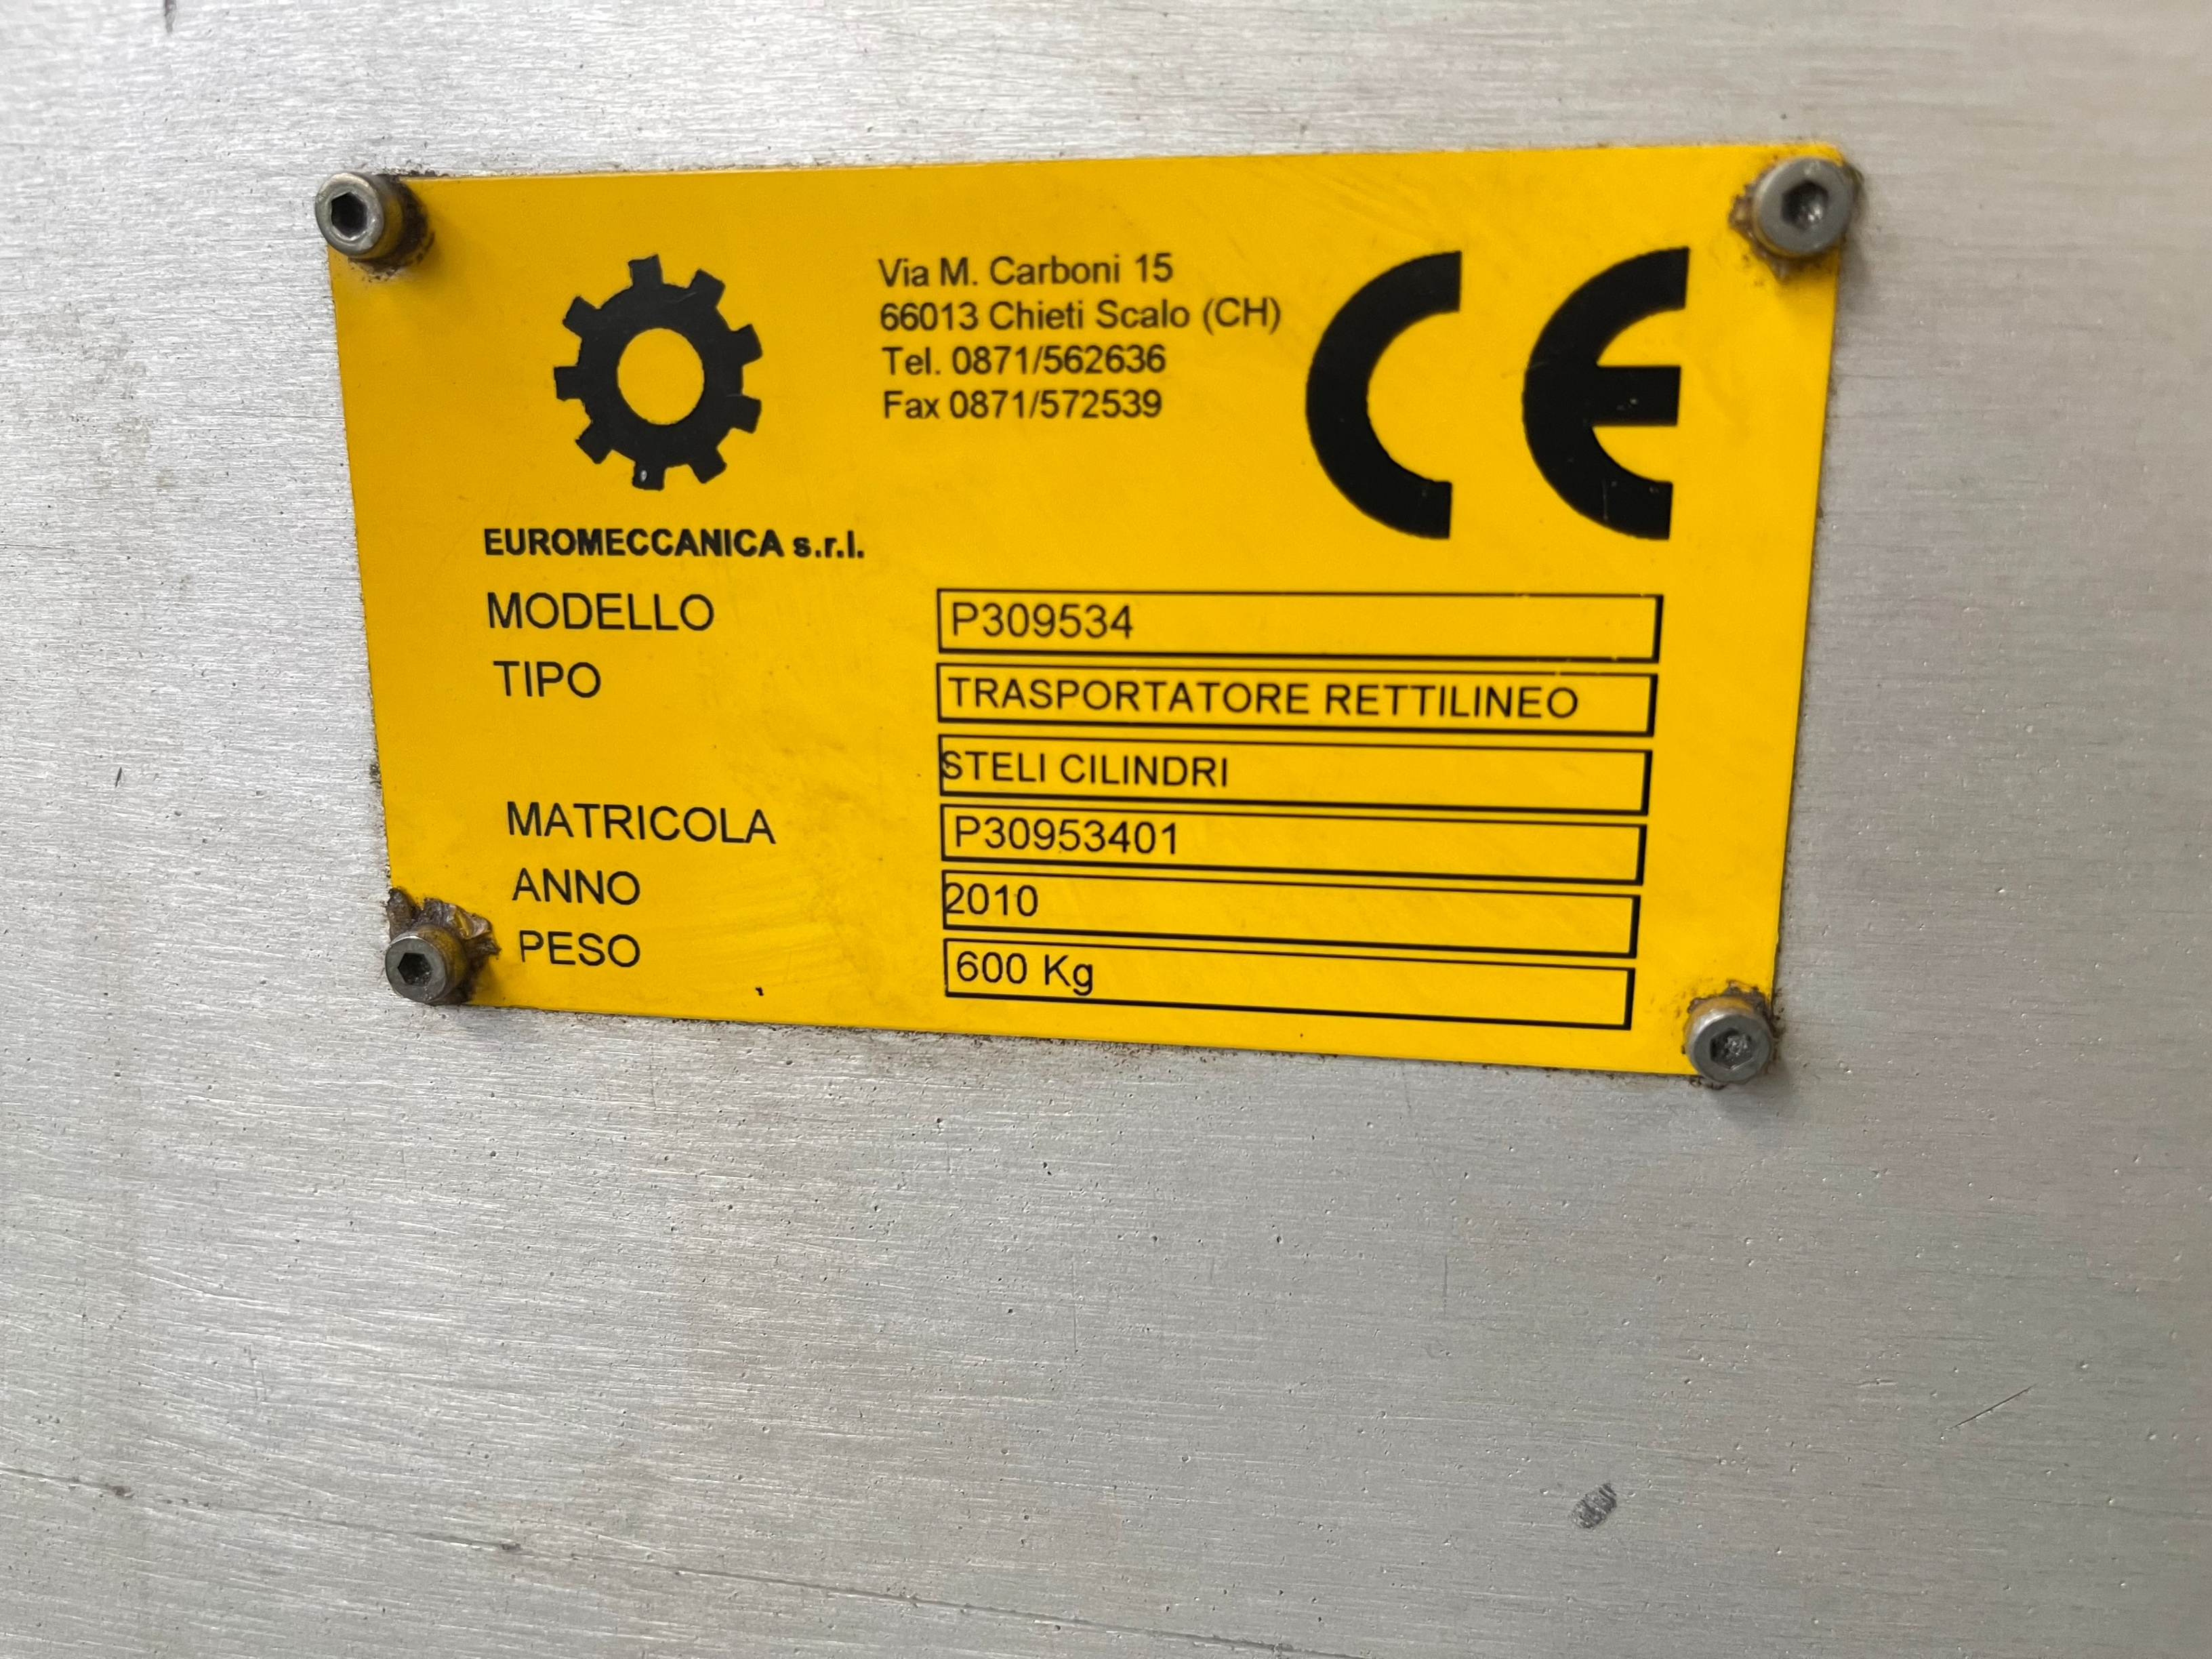 Via M. Carboni 15
66013 Chieti Scalo (CH)
Tel. 0871/562636
Fax 0871/572539
CE
EUROMECCANICA s.r.l.
MODELLO P309534
TIPO TRASPORTATORE RETTILINEO
STELI CILINDRI
MATRICOLA P30953401
ANNO 2010
PESO 600 Kg